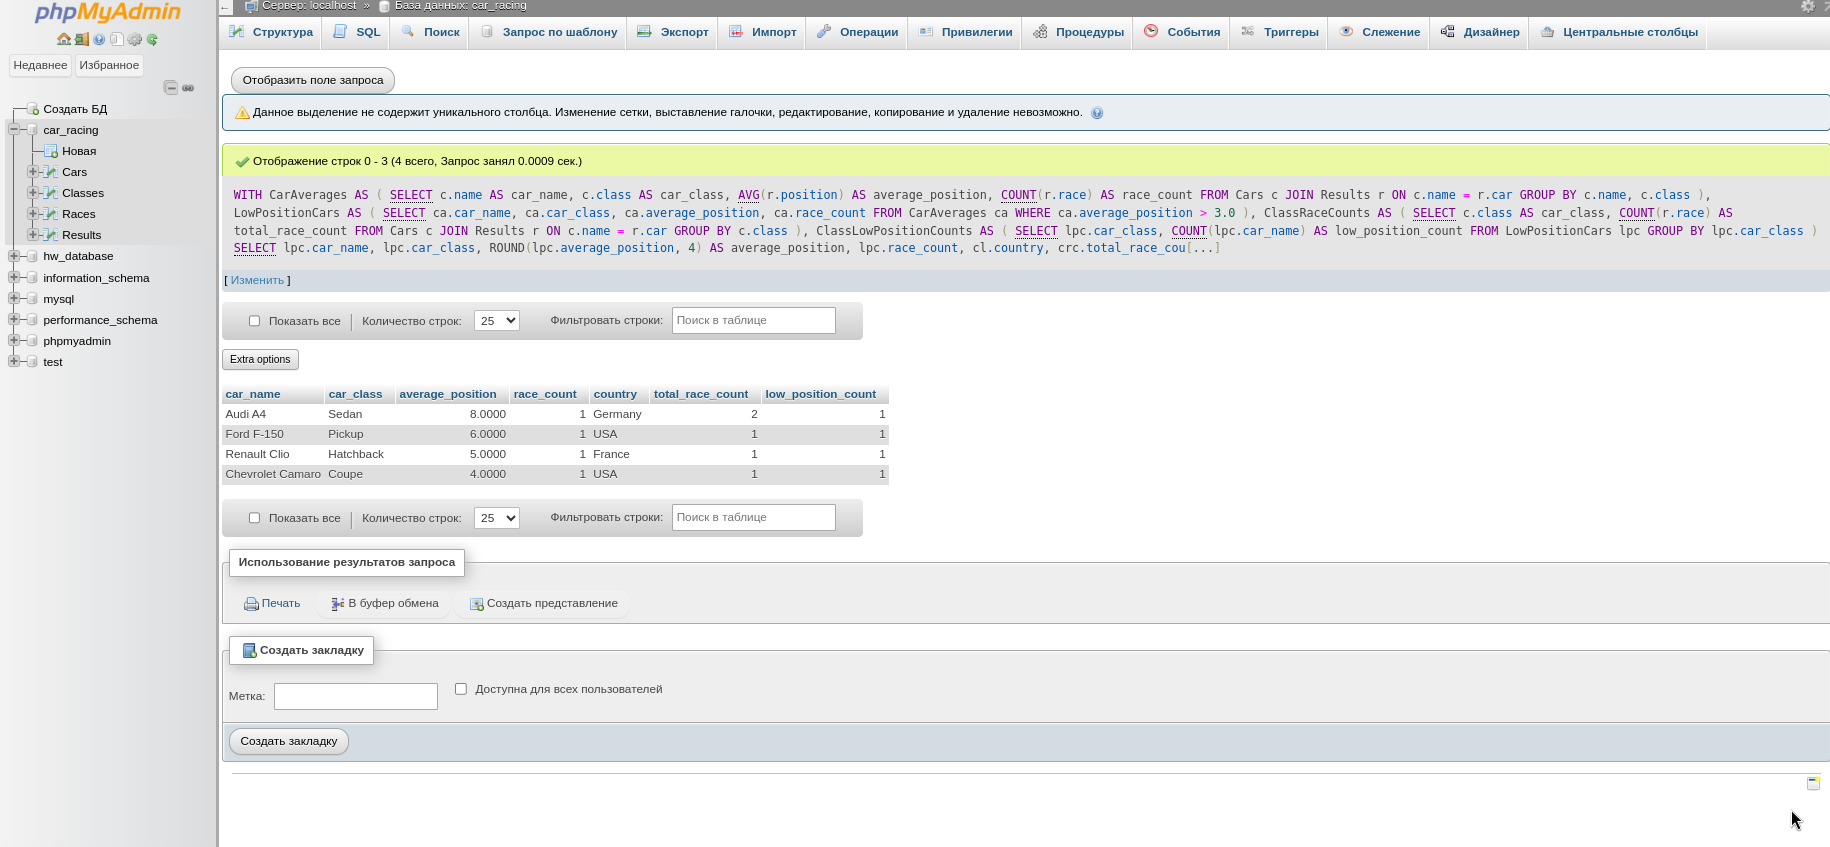 phpMyAdmin
Недавнее Избранное
Создать БД
car_racing
Новая
Cars
Classes
Races
Results
hw_database
information_schema
mysql
performance_schema
phpmyadmin
test
← Сервер: localhost » База данных: car_racing
Структура SQL Поиск Запрос по шаблону Экспорт Импорт Операции Привилегии Процедуры События Триггеры Слежение Дизайнер Центральные столбцы
Отобразить поле запроса
Данное выделение не содержит уникального столбца. Изменение сетки, выставление галочки, редактирование, копирование и удаление невозможно.
Отображение строк 0 - 3 (4 всего, Запрос занял 0.0009 сек.)
WITH CarAverages AS ( SELECT c.name AS car_name, c.class AS car_class, AVG(r.position) AS average_position, COUNT(r.race) AS race_count FROM Cars c JOIN Results r ON c.name = r.car GROUP BY c.name, c.class ),
LowPositionCars AS ( SELECT ca.car_name, ca.car_class, ca.average_position, ca.race_count FROM CarAverages ca WHERE ca.average_position > 3.0 ), ClassRaceCounts AS ( SELECT c.class AS car_class, COUNT(r.race) AS
total_race_count FROM Cars c JOIN Results r ON c.name = r.car GROUP BY c.class ), ClassLowPositionCounts AS ( SELECT lpc.car_class, COUNT(lpc.car_name) AS low_position_count FROM LowPositionCars lpc GROUP BY lpc.car_class )
SELECT lpc.car_name, lpc.car_class, ROUND(lpc.average_position, 4) AS average_position, lpc.race_count, cl.country, crc.total_race_cou[...]
[ Изменить ]
Показать все | Количество строк: 25 Фильтровать строки: Поиск в таблице
Extra options
car_name car_class average_position race_count country total_race_count low_position_count
Audi A4 Sedan 8.0000 1 Germany 2 1
Ford F-150 Pickup 6.0000 1 USA 1 1
Renault Clio Hatchback 5.0000 1 France 1 1
Chevrolet Camaro Coupe 4.0000 1 USA 1 1
Показать все | Количество строк: 25 Фильтровать строки: Поиск в таблице
Использование результатов запроса
Печать В буфер обмена Создать представление
Создать закладку
Метка: Доступна для всех пользователей
Создать закладку